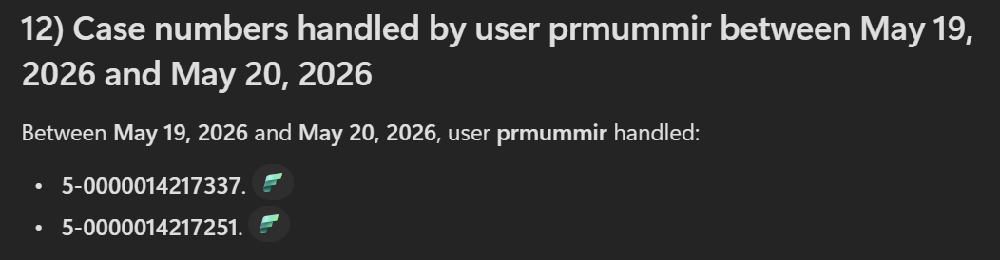 12) Case numbers handled by user prmummir between May 19,
2026 and May 20, 2026
Between May 19, 2026 and May 20, 2026, user prmummir handled:
• 5-0000014217337.
• 5-0000014217251.